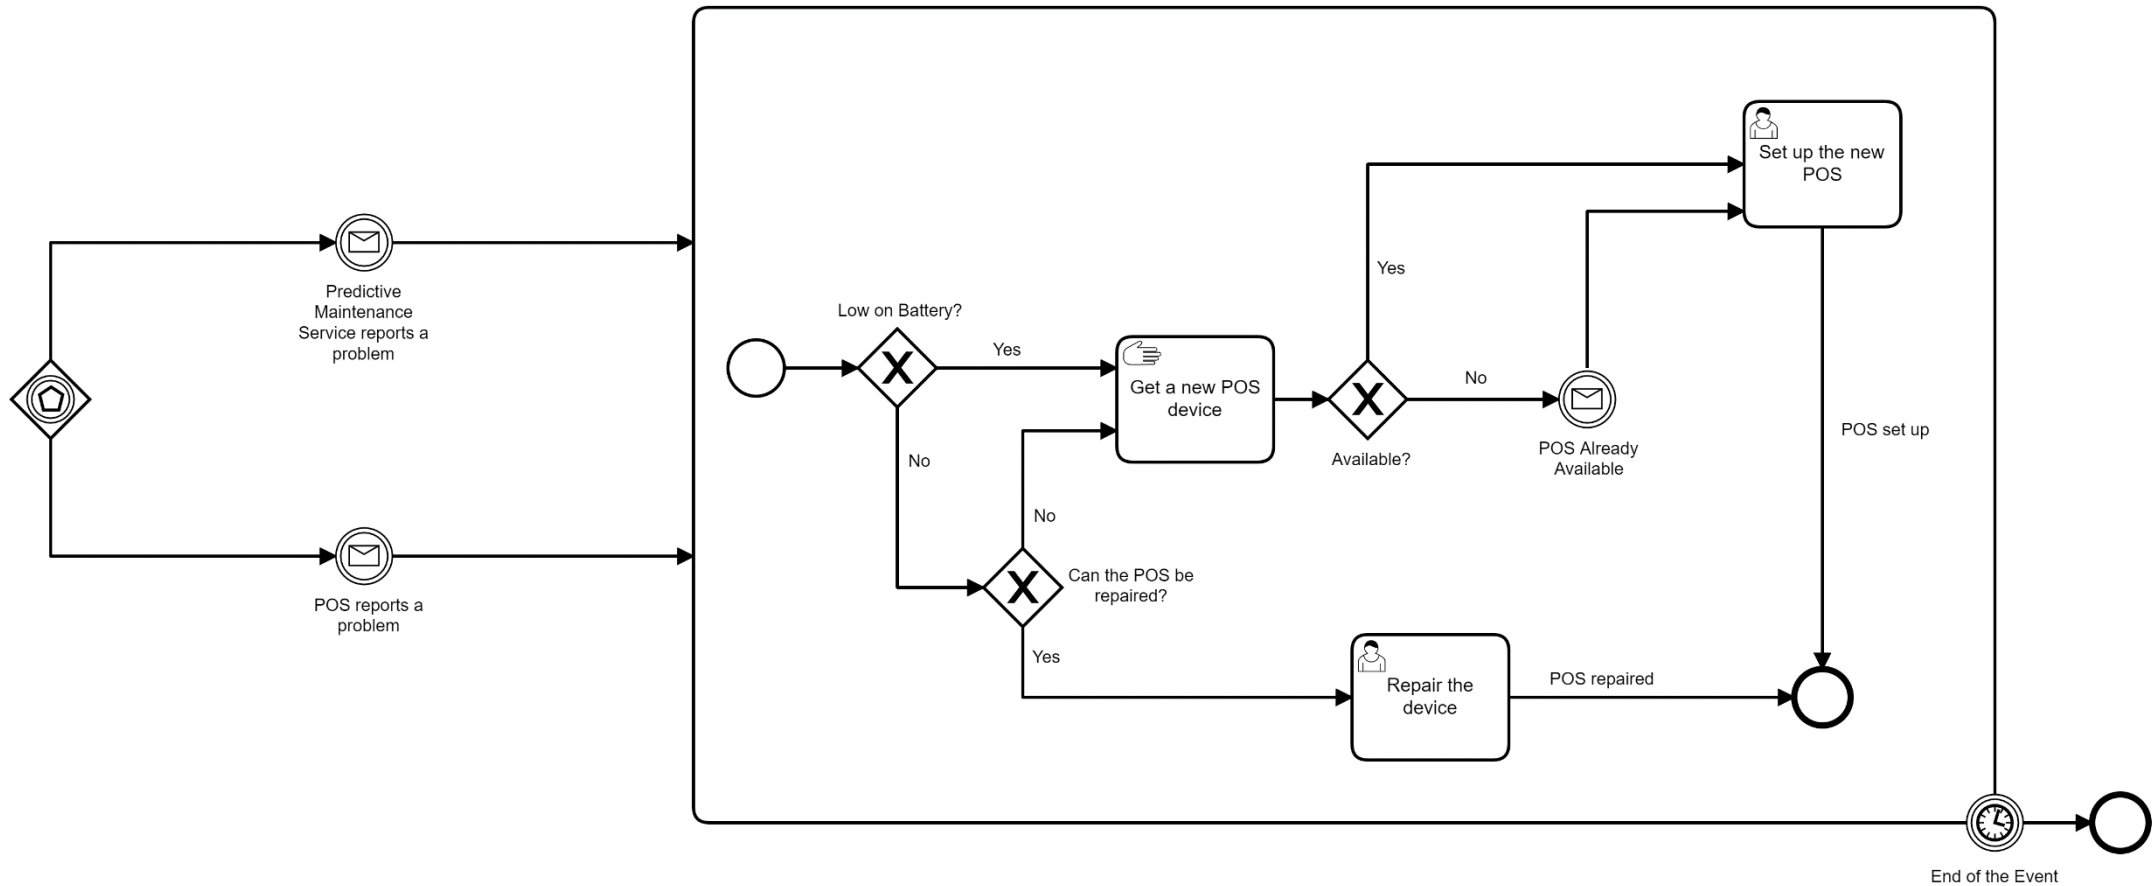 Predictive
Maintenance
Service reports a
problem
POS reports a
problem
Low on Battery?
Yes
No
Get a new POS
device
No
Can the POS be
repaired?
Yes
Available?
Yes
No
POS Already
Available
Set up the new
POS
POS set up
Repair the
device
POS repaired
End of the Event